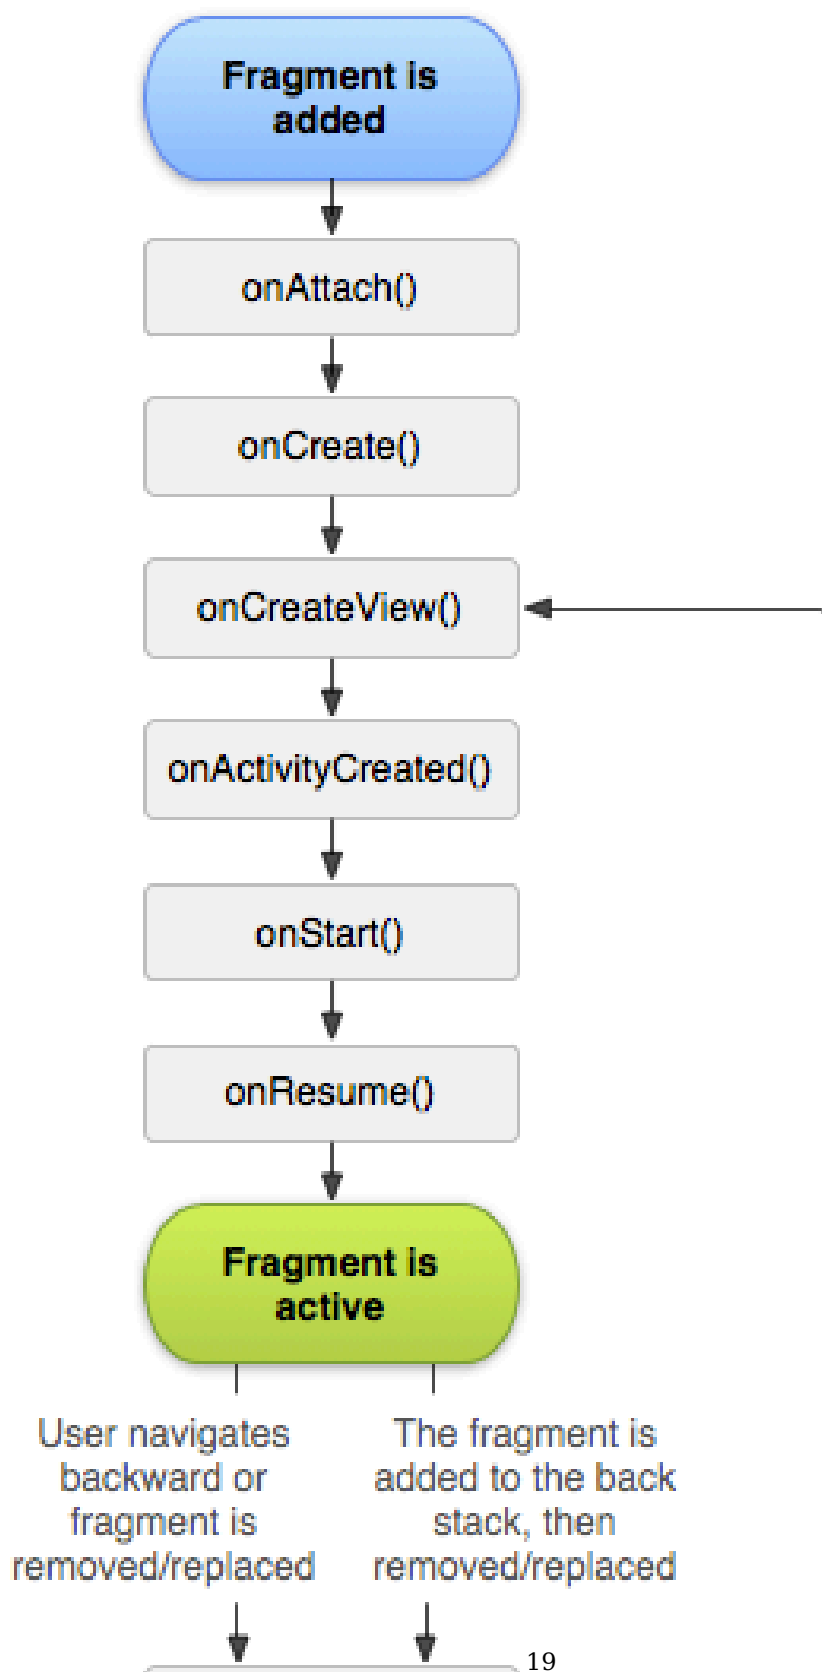 Fragment is
added
onAttach()
onCreate()
onCreateView()
onActivityCreated()
onStart()
onResume()
Fragment is
active
User navigates
backward or
fragment is
removed/replaced
The fragment is
added to the back
stack, then
removed/replaced
19